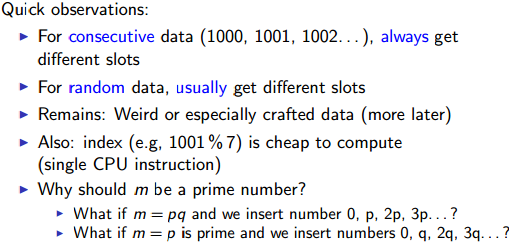 Quick observations:
▶ For consecutive data (1000, 1001, 1002...), always get
different slots
▶ For random data, usually get different slots
▶ Remains: Weird or especially crafted data (more later)
▶ Also: index (e.g, 1001 % 7) is cheap to compute
(single CPU instruction)
▶ Why should m be a prime number?
▶ What if m = pq and we insert number 0, p, 2p, 3p...?
▶ What if m = p is prime and we insert numbers 0, q, 2q, 3q...?